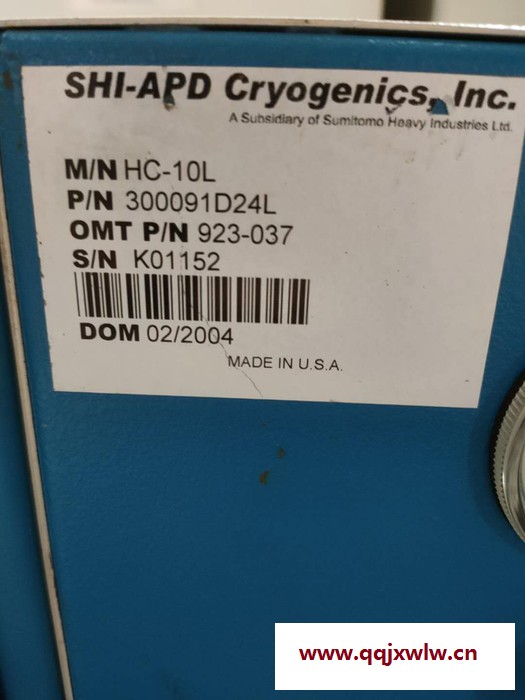 SHI-APD Cryogenics, Inc.
A Subsidiary of Sumitomo Heavy Industries Ltd.
M/N HC-10L
P/N 300091D24L
OMT P/N 923-037
S/N K01152
DOM 02/2004
MADE IN U.S.A.
www.qqjxwlw.cn